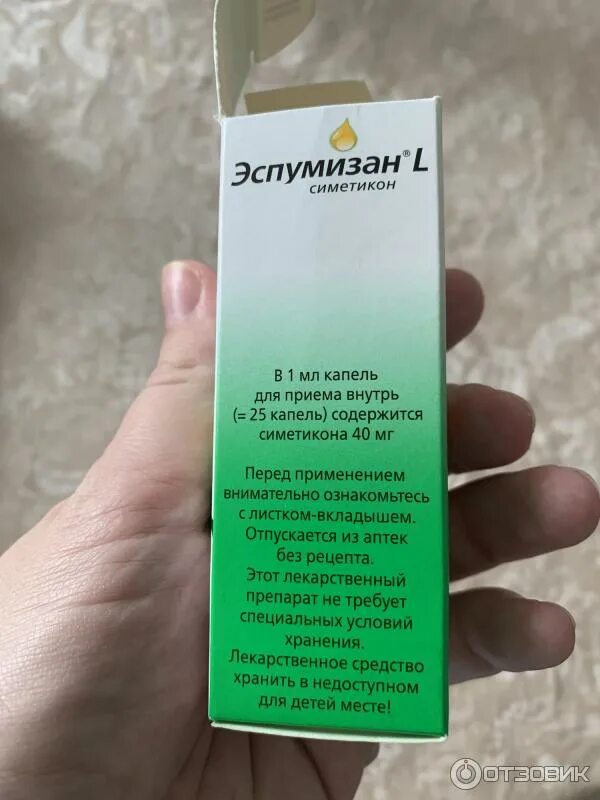 Эспумизан® L
симетикон
В 1 мл капель
для приема внутрь
(= 25 капель) содержится
симетикона 40 мг
Перед применением
внимательно ознакомьтесь
с листком-вкладышем.
Отпускается из аптек
без рецепта.
Этот лекарственный
препарат не требует
специальных условий
хранения.
Лекарственное средство
хранить в недоступном
для детей месте!
ОТЗОВИК